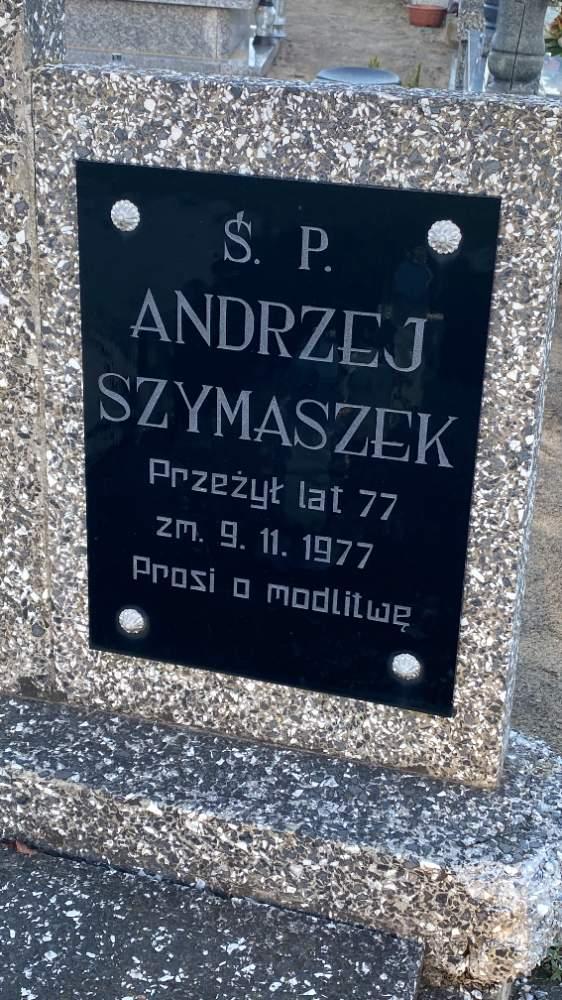 Ś. P.
ANDRZEJ
SZYMASZEK
Przeżył lat 77
zm. 9. 11. 1977
Prosi o modlitwę